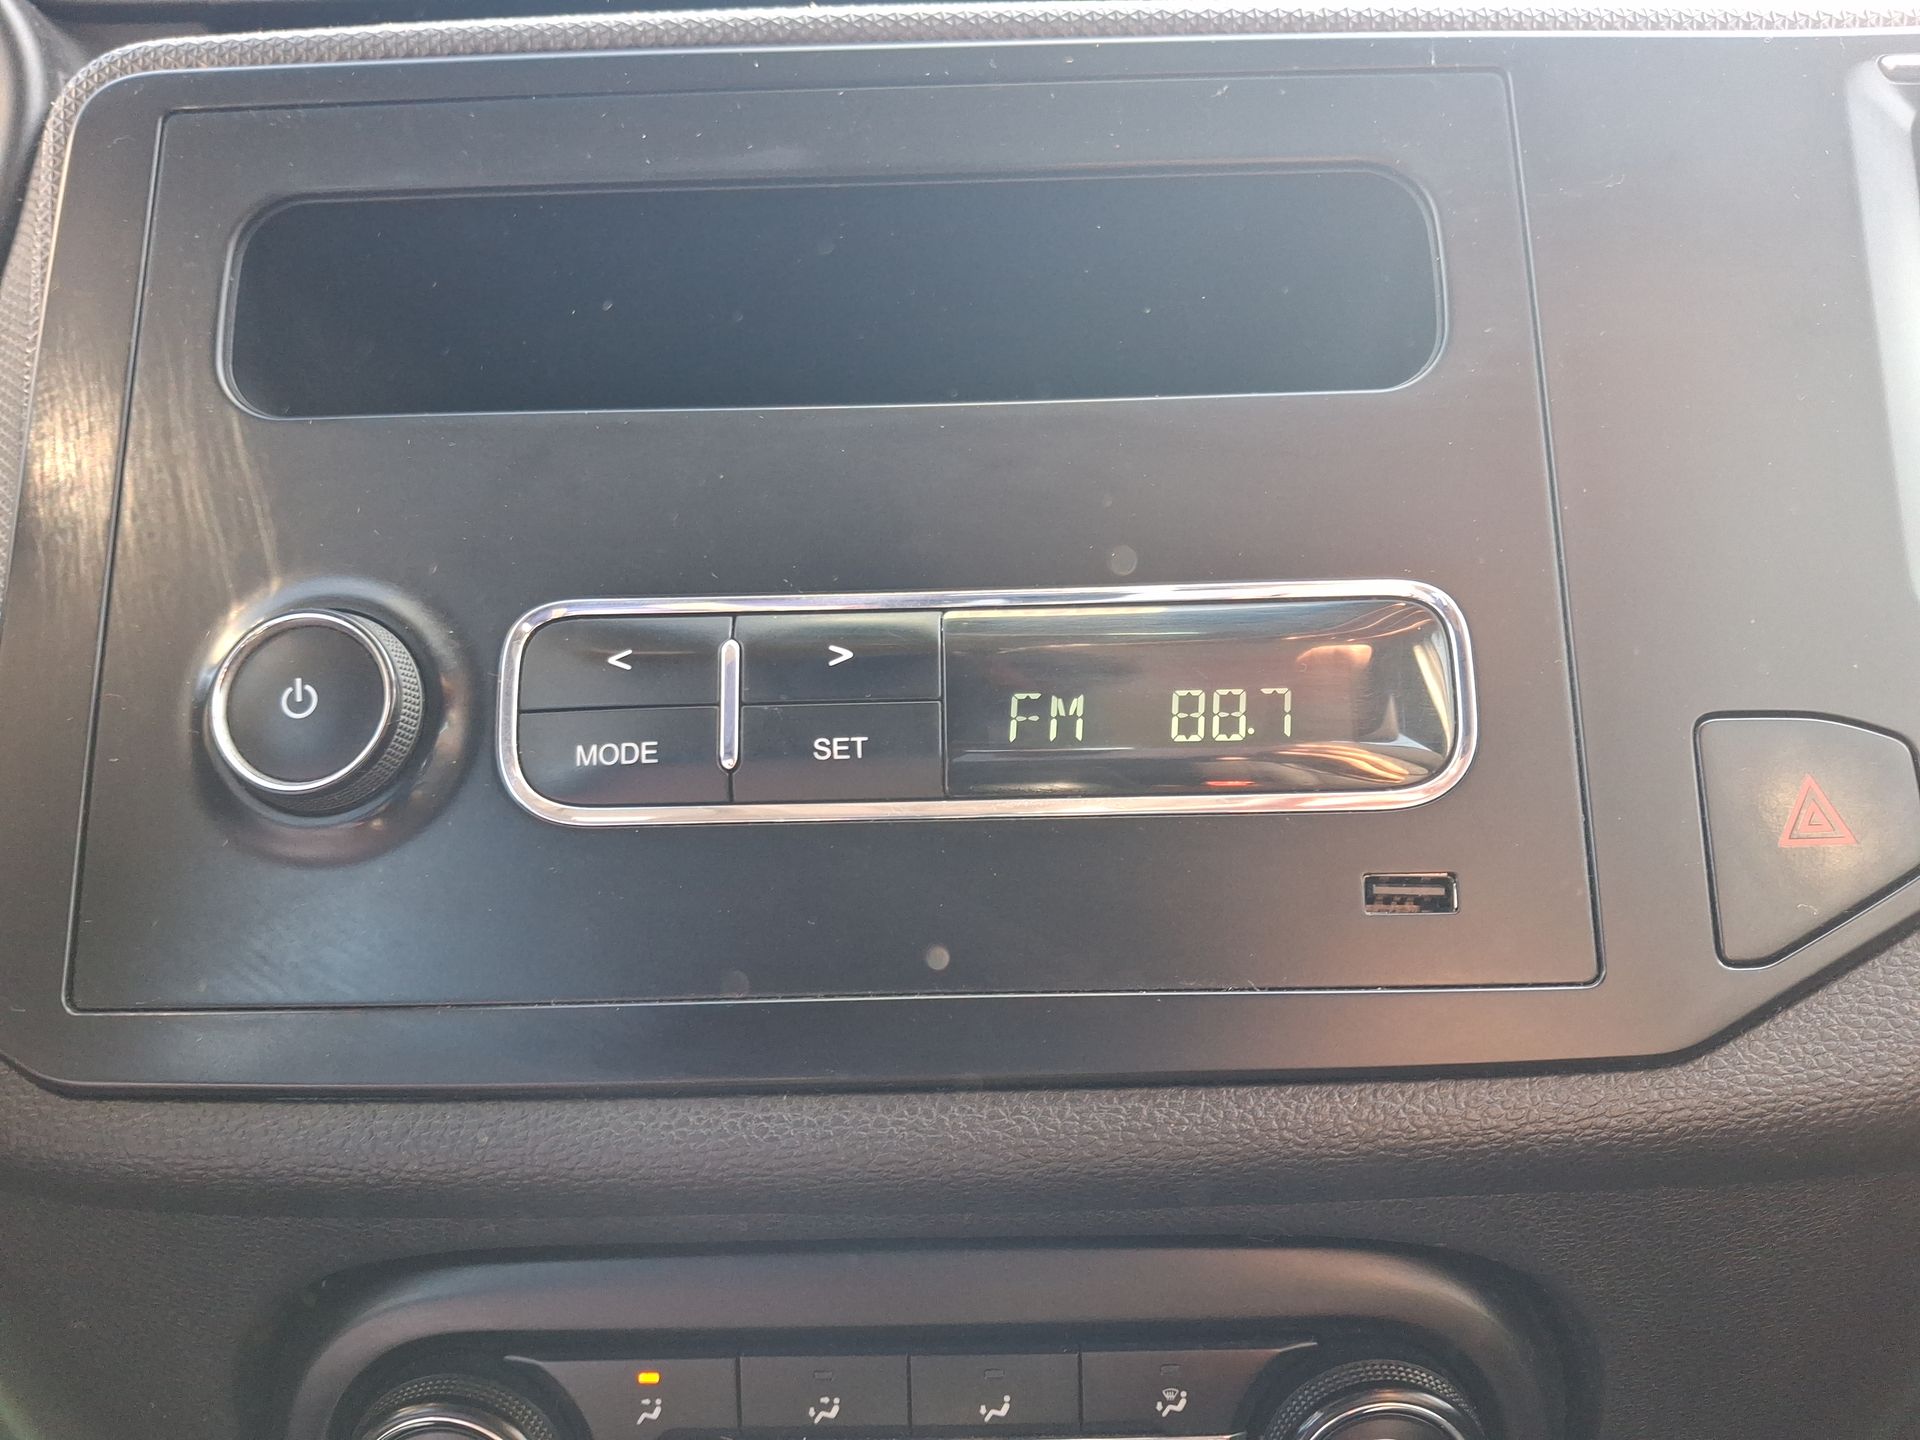 <
>
MODE
SET
FM 88.7